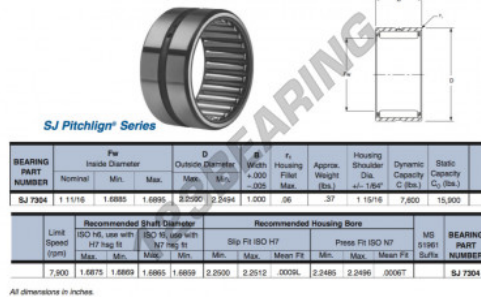 SJ Pitchlign® Series
BEARING PART NUMBER
Fw Inside Diameter
D Outside Diameter
B Width +.000 -.005
Housing Fillet Max.
Approx. Weight (lbs.)
Housing Shoulder Dia. +/- 1/64"
Dynamic Capacity C (lbs.)
Static Capacity C₀ (lbs.)
Nominal Min. Max. Max. Min.
SJ 7304 1 11/16 1.6885 1.6895 2.2500 2.2494 1.000 .06 .37 1 15/16 7,600 15,900
Limit Speed (rpm)
Recommended Shaft Diameter
Recommended Housing Bore
MS 51961 Suffix
BEARING PART NUMBER
ISO h6, use with H7 hsg fit
N7 hsg fit
Slip Fit ISO H7
Press Fit ISO N7
Max. Min. Max. Min. Min. Max. Mean Fit Min. Max. Mean Fit
7,900 1.6875 1.6869 1.6865 1.6859 2.2500 2.2512 .0009L 2.2485 2.2496 .0006T SJ 7304
All dimensions in inches.
123BEARING